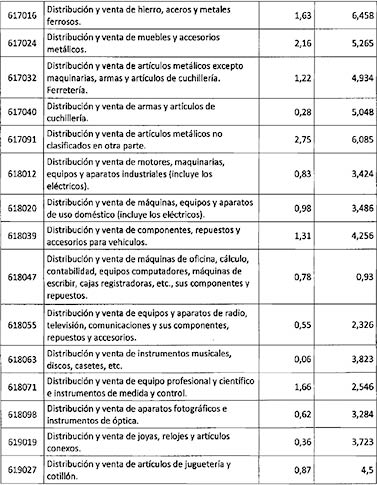 617016 Distribución y venta de hierro, aceros y metales 1,63 6,458
ferrosos.
617024 Distribución y venta de muebles y accesorios 2,16 5,265
metálicos.
617032 Distribución y venta de artículos metálicos excepto 1,22 4,934
maquinarias, armas y artículos de cuchillería.
Ferretería.
617040 Distribución y venta de armas y artículos de 0,28 5,048
cuchillería.
617091 Distribución y venta de artículos metálicos no 2,75 6,085
clasificados en otra parte.
618012 Distribución y venta de motores, maquinarias, 0,83 3,424
equipos y aparatos industriales (incluye los
eléctricos).
618020 Distribución y venta de máquinas, equipos y aparatos 0,98 3,486
de uso doméstico (incluye los eléctricos).
618039 Distribución y venta de componentes, repuestos y 1,31 4,256
accesorios para vehículos.
618047 Distribución y venta de máquinas de oficina, cálculo, 0,78 0,93
contabilidad, equipos computadores, máquinas de
escribir, cajas registradoras, etc., sus componentes y
repuestos.
618055 Distribución y venta de equipos y aparatos de radio, 0,55 2,326
televisión, comunicaciones y sus componentes,
repuestos y accesorios.
618063 Distribución y venta de instrumentos musicales, 0,06 3,823
discos, casetes, etc.
618071 Distribución y venta de equipo profesional y científico 1,66 2,546
e instrumentos de medida y control.
618098 Distribución y venta de aparatos fotográficos e 0,62 3,284
instrumentos de óptica.
619019 Distribución y venta de joyas, relojes y artículos 0,36 3,723
conexos.
619027 Distribución y venta de artículos de juguetería y 0,87 4,5
cotillón.